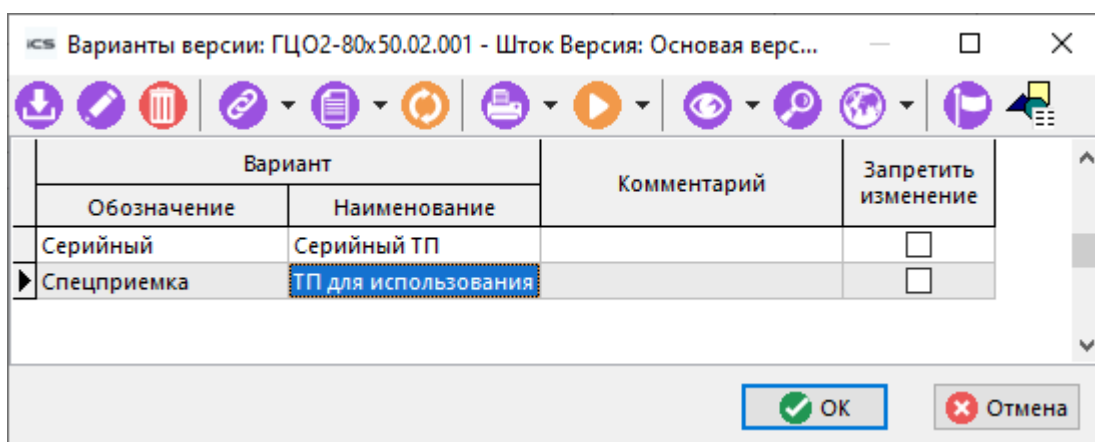 iCS Варианты версии: ГЦО2-80х50.02.001 - Шток Версия: Основая верс...
Вариант
Комментарий
Запретить
изменение
Обозначение
Наименование
Серийный Серийный ТП
Спецприемка ТП для использования
ОК Отмена